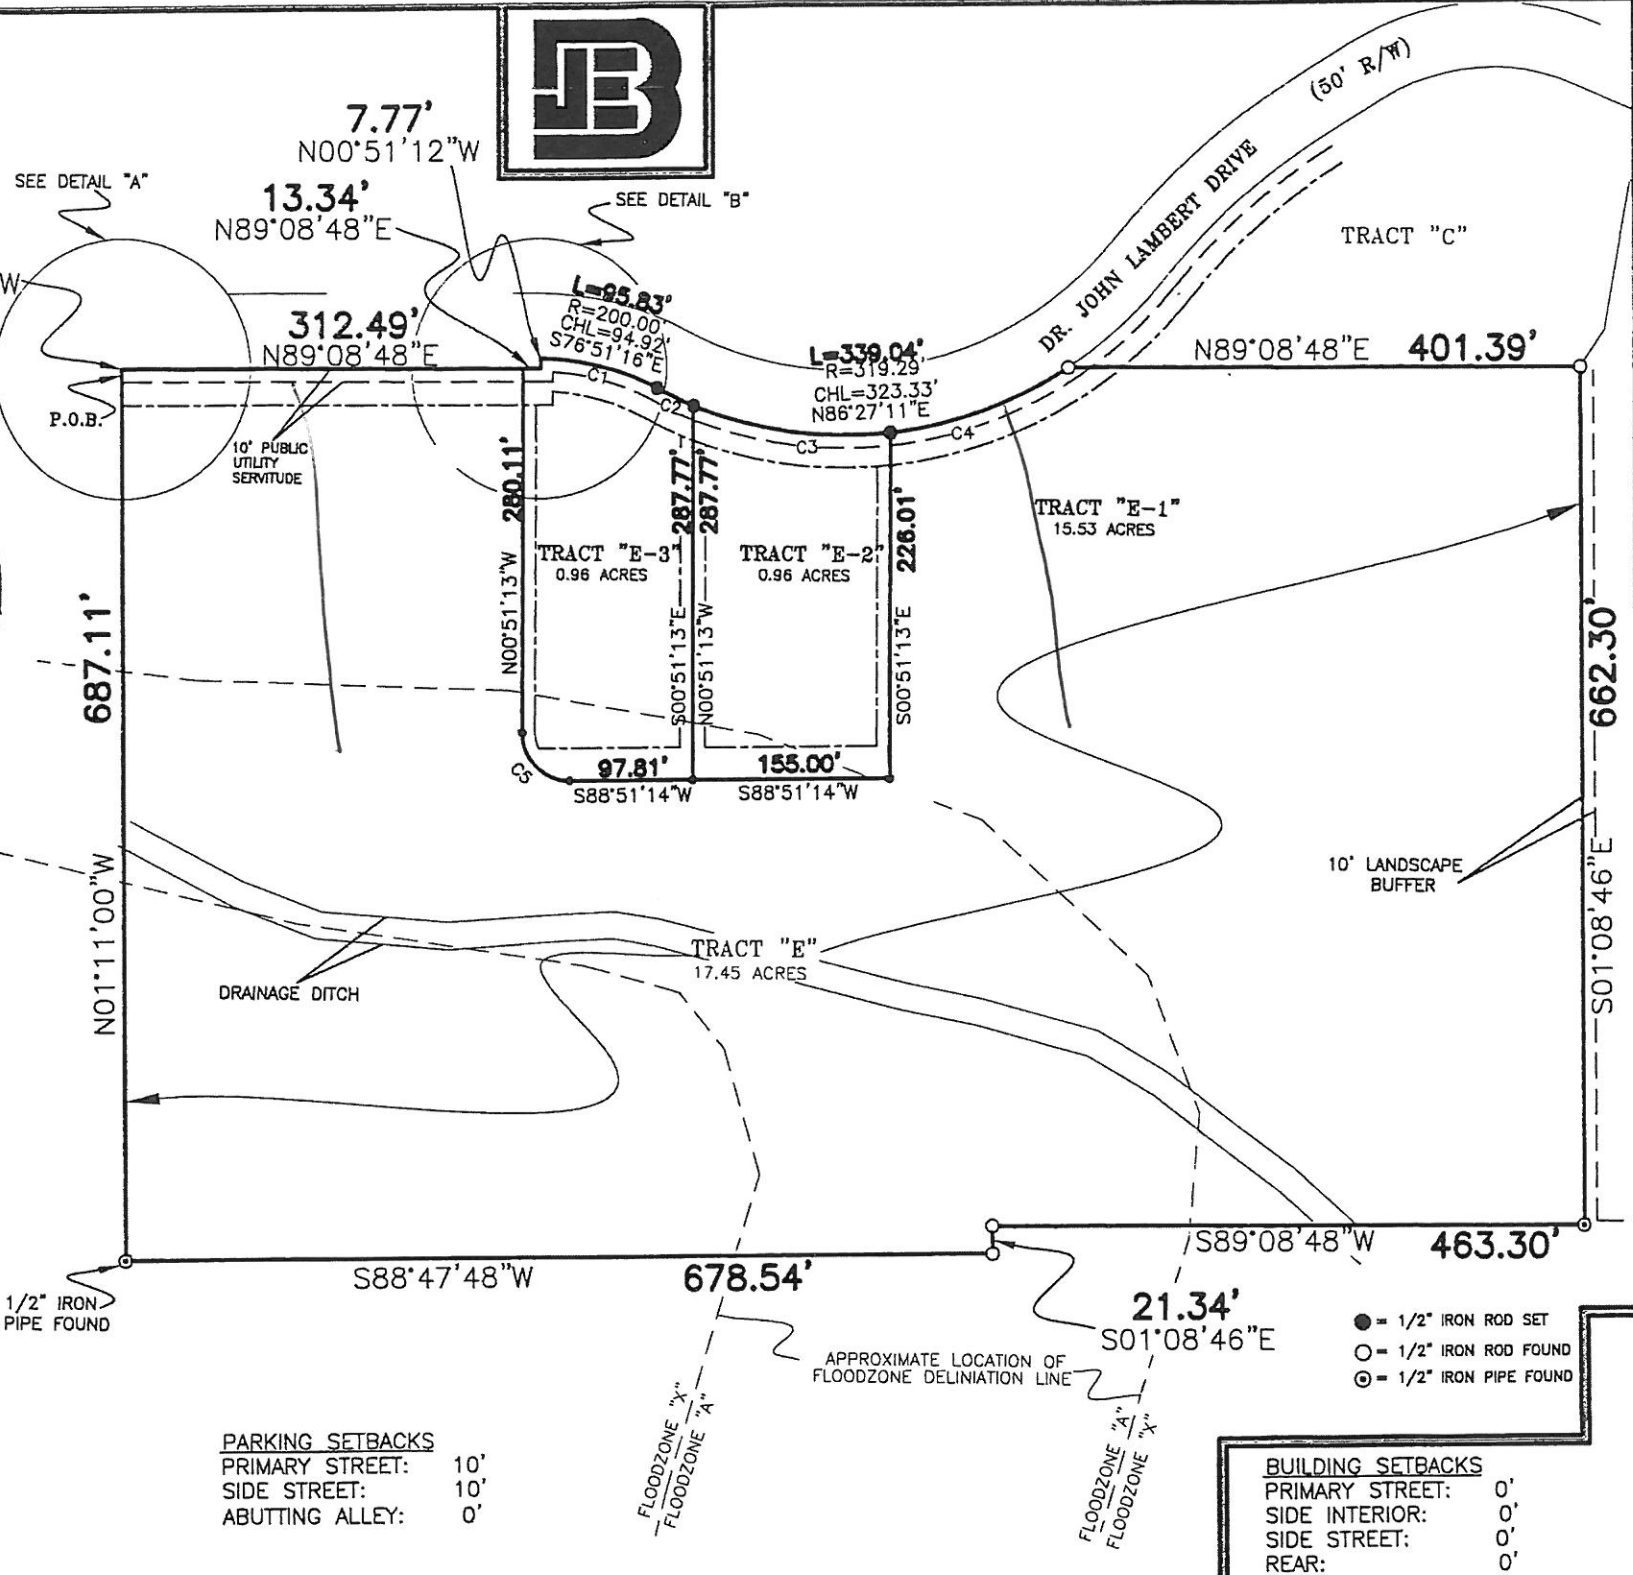 7.77'
N00°51'12"W
SEE DETAIL "A"
13.34'
N89°08'48"E
SEE DETAIL "B"
(50' R/W)
DR. JOHN LAMBERT DRIVE
TRACT "C"
W
312.49'
N89°08'48"E
L=95.83'
R=200.00'
CHL=94.92'
S76°51'16"E
L=339.04'
R=319.29'
CHL=323.33'
N86°27'11"E
N89°08'48"E 401.39'
P.O.B.
10' PUBLIC
UTILITY
SERVITUDE
C1
C2
C3
C4
280.11'
N00°51'13"W
287.77'
S00°51'13"E
287.77'
N00°51'13"W
226.01'
S00°51'13"E
TRACT "E-3"
0.96 ACRES
TRACT "E-2"
0.96 ACRES
TRACT "E-1"
15.53 ACRES
687.11'
N01°11'00"W
662.30'
S01°08'46"E
C5
97.81'
S88°51'14"W
155.00'
S88°51'14"W
10' LANDSCAPE
BUFFER
TRACT "E"
17.45 ACRES
DRAINAGE DITCH
S88°47'48"W 678.54'
S89°08'48"W 463.30'
21.34'
S01°08'46"E
1/2" IRON
PIPE FOUND
= 1/2" IRON ROD SET
= 1/2" IRON ROD FOUND
= 1/2" IRON PIPE FOUND
APPROXIMATE LOCATION OF
FLOODZONE DELINIATION LINE
FLOODZONE "X"
FLOODZONE "A"
FLOODZONE "A"
FLOODZONE "X"
PARKING SETBACKS
PRIMARY STREET: 10'
SIDE STREET: 10'
ABUTTING ALLEY: 0'
BUILDING SETBACKS
PRIMARY STREET: 0'
SIDE INTERIOR: 0'
SIDE STREET: 0'
REAR: 0'